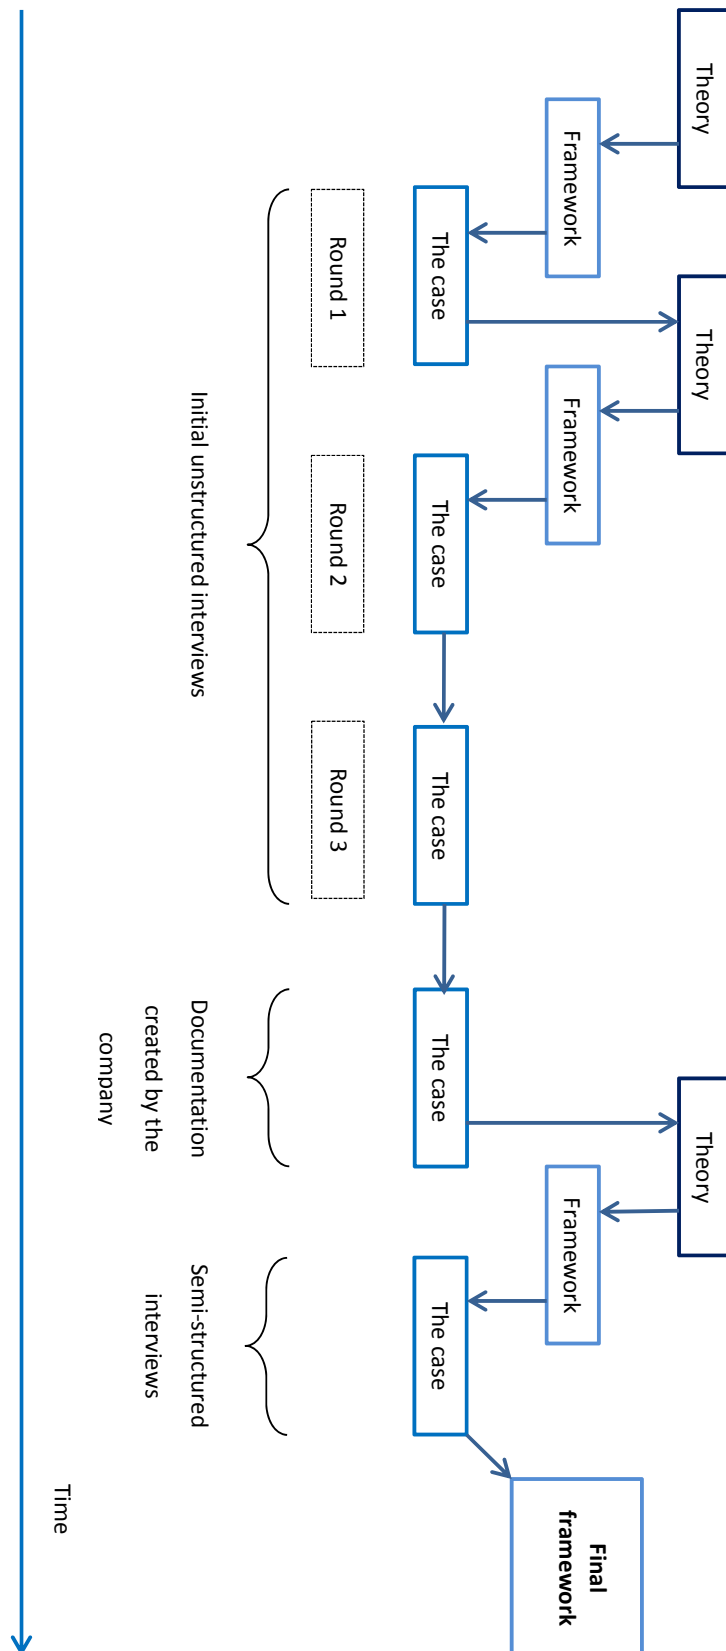 Theory
Theory
Theory
Framework
Framework
Framework
Final
framework
The case
The case
The case
The case
The case
Round 1
Round 2
Round 3
Initial unstructured interviews
Documentation
created by the
company
Semi-structured
interviews
Time